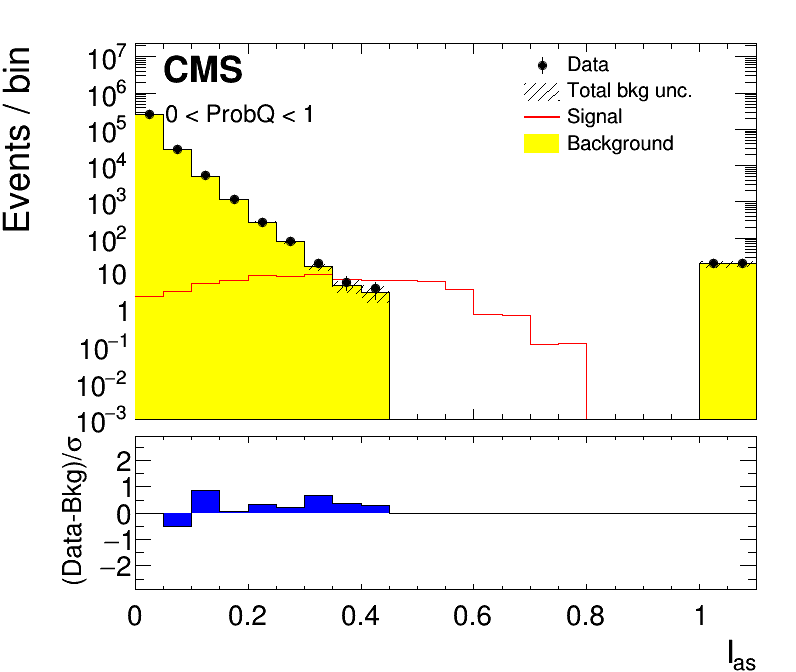 Events / bin
10⁷
10⁶
10⁵
10⁴
10³
10²
10
1
10⁻¹
10⁻²
10⁻³
CMS
0 < ProbQ < 1
Data
Total bkg unc.
Signal
Background
(Data-Bkg)/σ
2
1
0
−1
−2
0 0.2 0.4 0.6 0.8 1
I_as